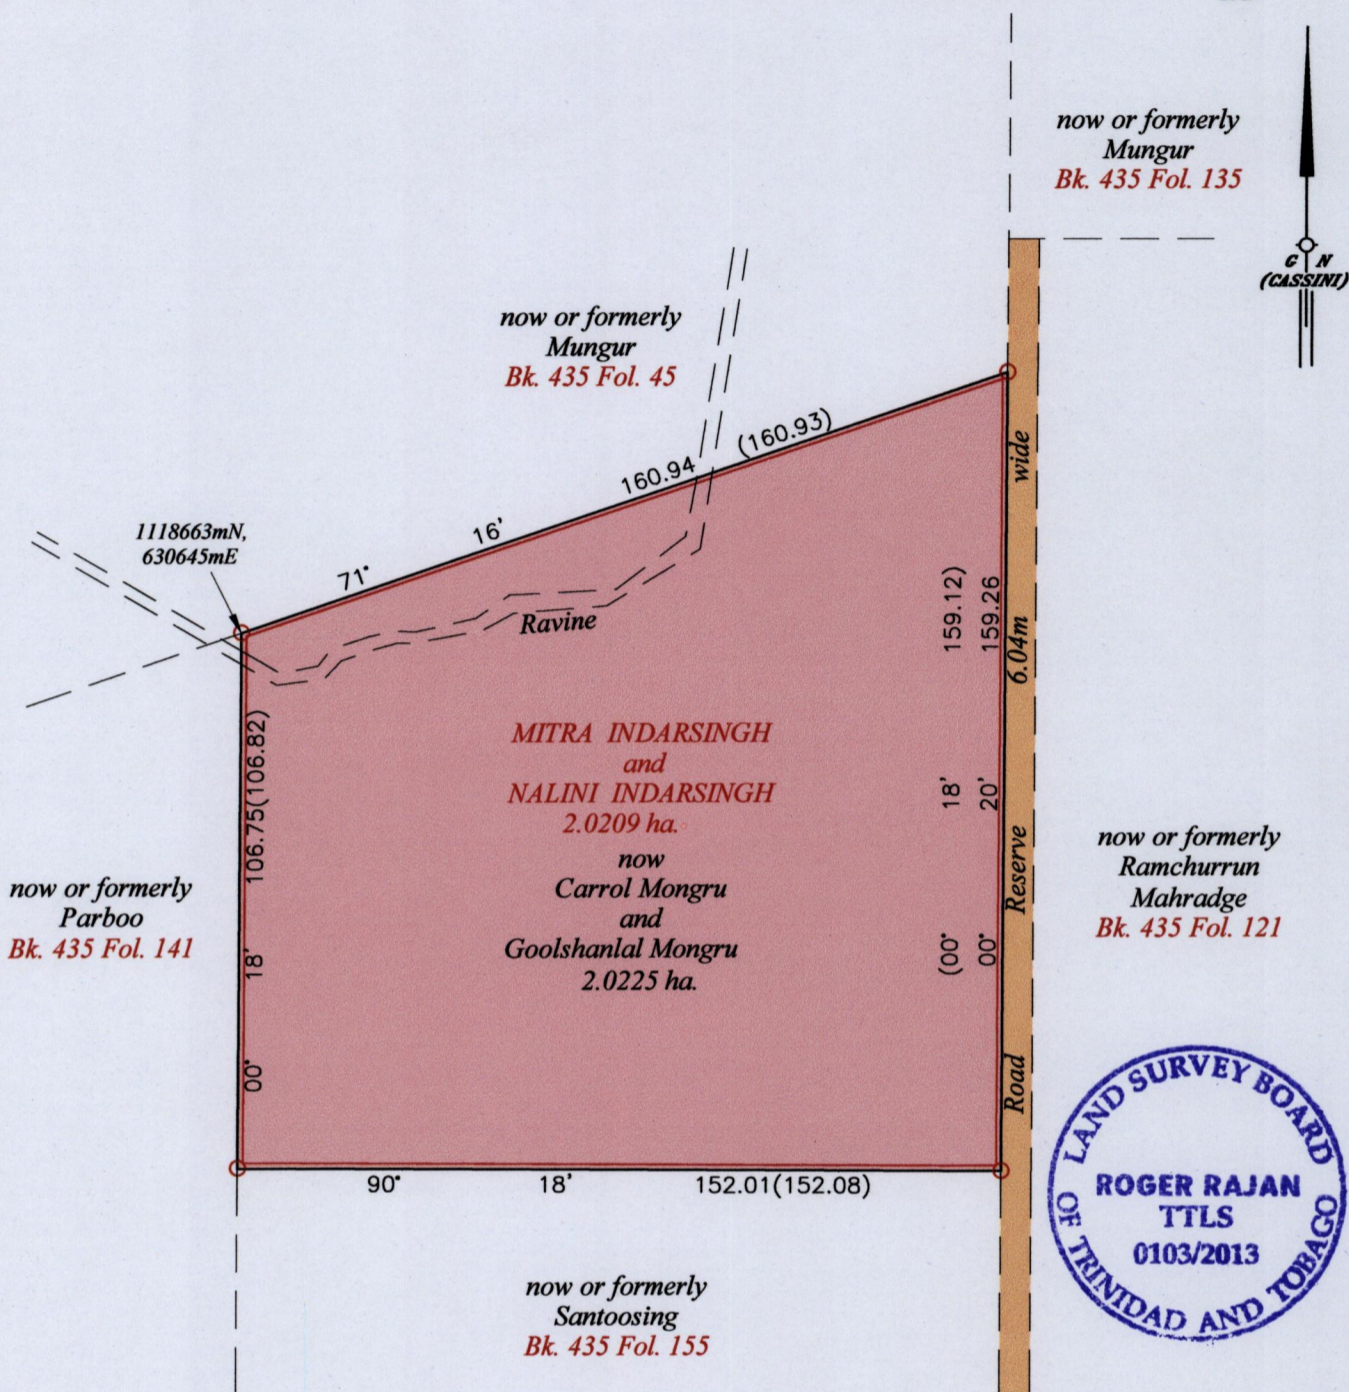 now or formerly
Mungur
Bk. 435 Fol. 135
G N
(CASSINI)
now or formerly
Mungur
Bk. 435 Fol. 45
1118663mN,
630645mE
71° 16' 160.94 (160.93)
Ravine
wide
6.04m
Reserve
Road
(00° 18' 159.12)
00° 20' 159.26
00° 18' 106.75(106.82)
MITRA INDARSINGH
and
NALINI INDARSINGH
2.0209 ha.
now
Carrol Mongru
and
Goolshanlal Mongru
2.0225 ha.
now or formerly
Parboo
Bk. 435 Fol. 141
now or formerly
Ramchurrun
Mahradge
Bk. 435 Fol. 121
90° 18' 152.01(152.08)
now or formerly
Santoosing
Bk. 435 Fol. 155
LAND SURVEY BOARD
OF TRINIDAD AND TOBAGO
ROGER RAJAN
TTLS
0103/2013